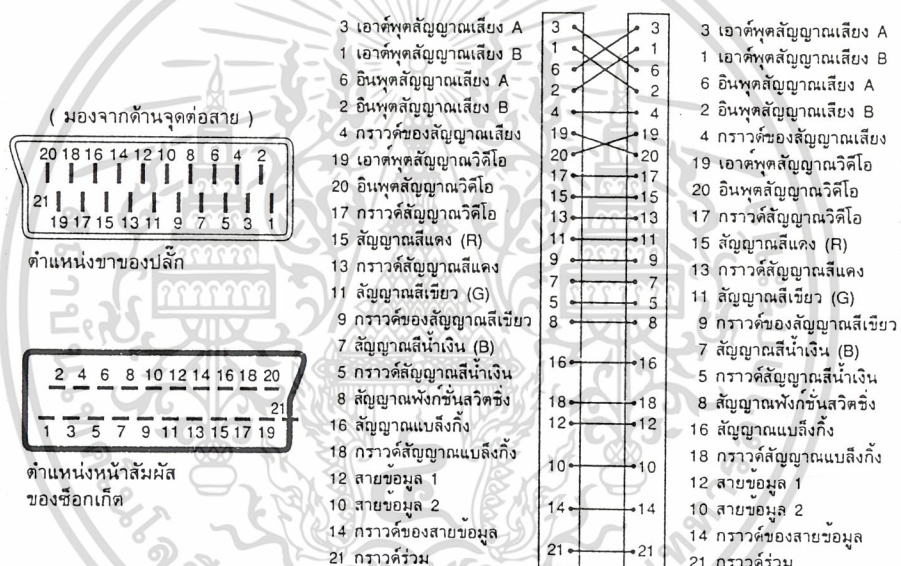 ( มองจากด้านจุดต่อสาย )
20 18 16 14 12 10 8 6 4 2
21
19 17 15 13 11 9 7 5 3 1
ตำแหน่งขาของปลั๊ก
2 4 6 8 10 12 14 16 18 20
21
1 3 5 7 9 11 13 15 17 19
ตำแหน่งหน้าสัมผัส
ของซ็อกเก็ต
3 เอาต์พุตสัญญาณเสียง A
1 เอาต์พุตสัญญาณเสียง B
6 อินพุตสัญญาณเสียง A
2 อินพุตสัญญาณเสียง B
4 กราวด์ของสัญญาณเสียง
19 เอาต์พุตสัญญาณวิดีโอ
20 อินพุตสัญญาณวิดีโอ
17 กราวด์สัญญาณวิดีโอ
15 สัญญาณสีแดง (R)
13 กราวด์สัญญาณสีแดง
11 สัญญาณสีเขียว (G)
9 กราวด์ของสัญญาณสีเขียว
7 สัญญาณสีน้ำเงิน (B)
5 กราวด์สัญญาณสีน้ำเงิน
8 สัญญาณฟังก์ชั่นสวิตชิ่ง
16 สัญญาณแบล็งกิ้ง
18 กราวด์สัญญาณแบล็งกิ้ง
12 สายข้อมูล 1
10 สายข้อมูล 2
14 กราวด์ของสายข้อมูล
21 กราวด์ร่วม
3 3
1 1
6 6
2 2
4 4
19 19
20 20
17 17
15 15
13 13
11 11
9 9
7 7
5 5
8 8
16 16
18 18
12 12
10 10
14 14
21 21
3 เอาต์พุตสัญญาณเสียง A
1 เอาต์พุตสัญญาณเสียง B
6 อินพุตสัญญาณเสียง A
2 อินพุตสัญญาณเสียง B
4 กราวด์ของสัญญาณเสียง
19 เอาต์พุตสัญญาณวิดีโอ
20 อินพุตสัญญาณวิดีโอ
17 กราวด์สัญญาณวิดีโอ
15 สัญญาณสีแดง (R)
13 กราวด์สัญญาณสีแดง
11 สัญญาณสีเขียว (G)
9 กราวด์ของสัญญาณสีเขียว
7 สัญญาณสีน้ำเงิน (B)
5 กราวด์สัญญาณสีน้ำเงิน
8 สัญญาณฟังก์ชั่นสวิตชิ่ง
16 สัญญาณแบล็งกิ้ง
18 กราวด์สัญญาณแบล็งกิ้ง
12 สายข้อมูล 1
10 สายข้อมูล 2
14 กราวด์ของสายข้อมูล
21 กราวด์ร่วม